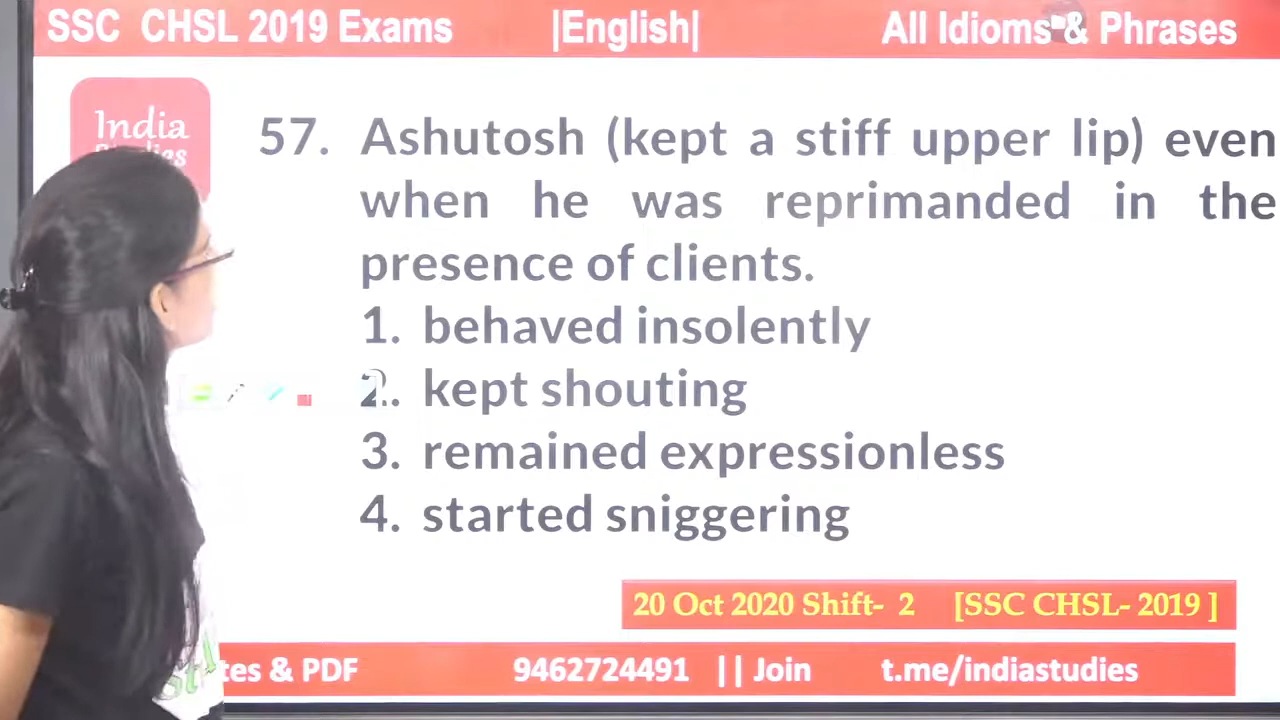 SSC CHSL 2019 Exams |English| All Idioms & Phrases
India
Studies
57. Ashutosh (kept a stiff upper lip) even
when he was reprimanded in the
presence of clients.
1. behaved insolently
2. kept shouting
3. remained expressionless
4. started sniggering
20 Oct 2020 Shift- 2 [SSC CHSL- 2019 ]
tes & PDF 9462724491 || Join t.me/indiastudies